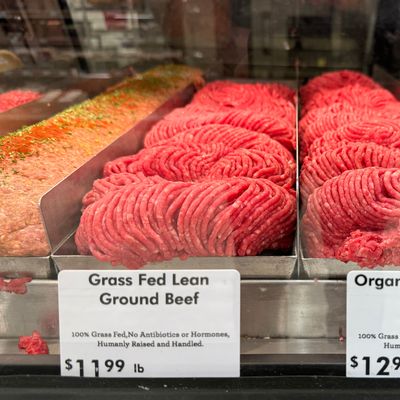 Grass Fed Lean
Ground Beef
100% Grass Fed,No Antibiotics or Hormones,
Humanly Raised and Handled.
$11.99 lb
Organ
100% Grass
Hum
$12.9